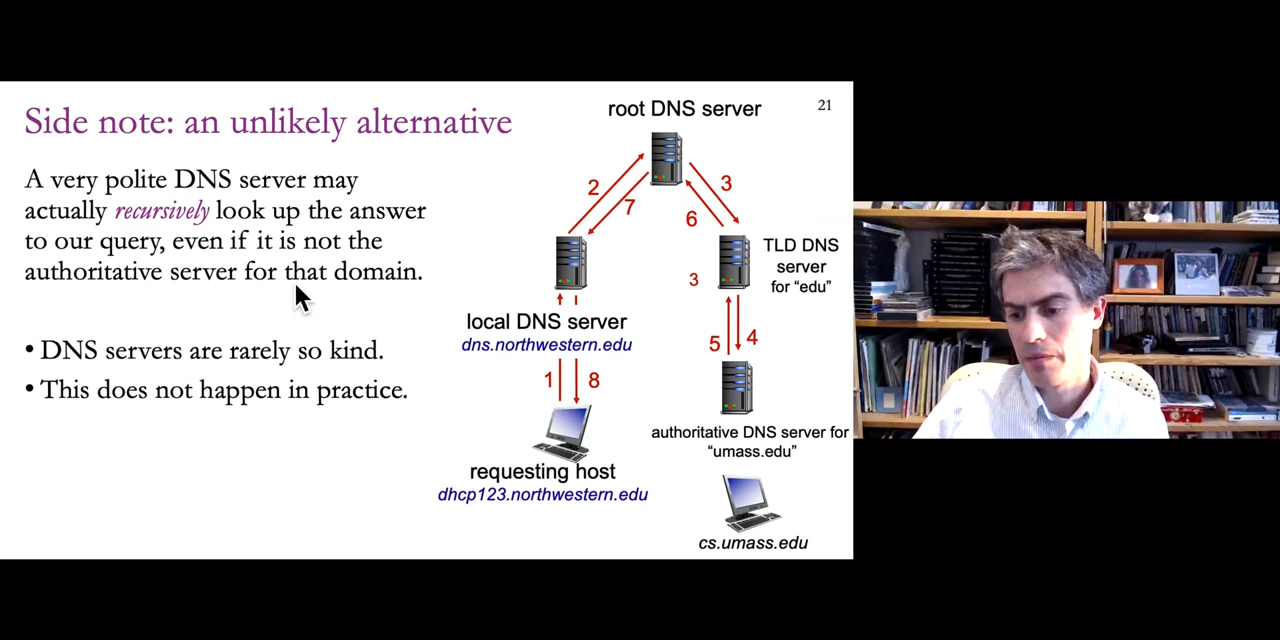 Side note: an unlikely alternative
21
A very polite DNS server may
actually recursively look up the answer
to our query, even if it is not the
authoritative server for that domain.
• DNS servers are rarely so kind.
• This does not happen in practice.
root DNS server
2
3
7
6
TLD DNS
server
for “edu”
3
local DNS server
dns.northwestern.edu
5
4
1
8
authoritative DNS server for
“umass.edu”
requesting host
dhcp123.northwestern.edu
cs.umass.edu